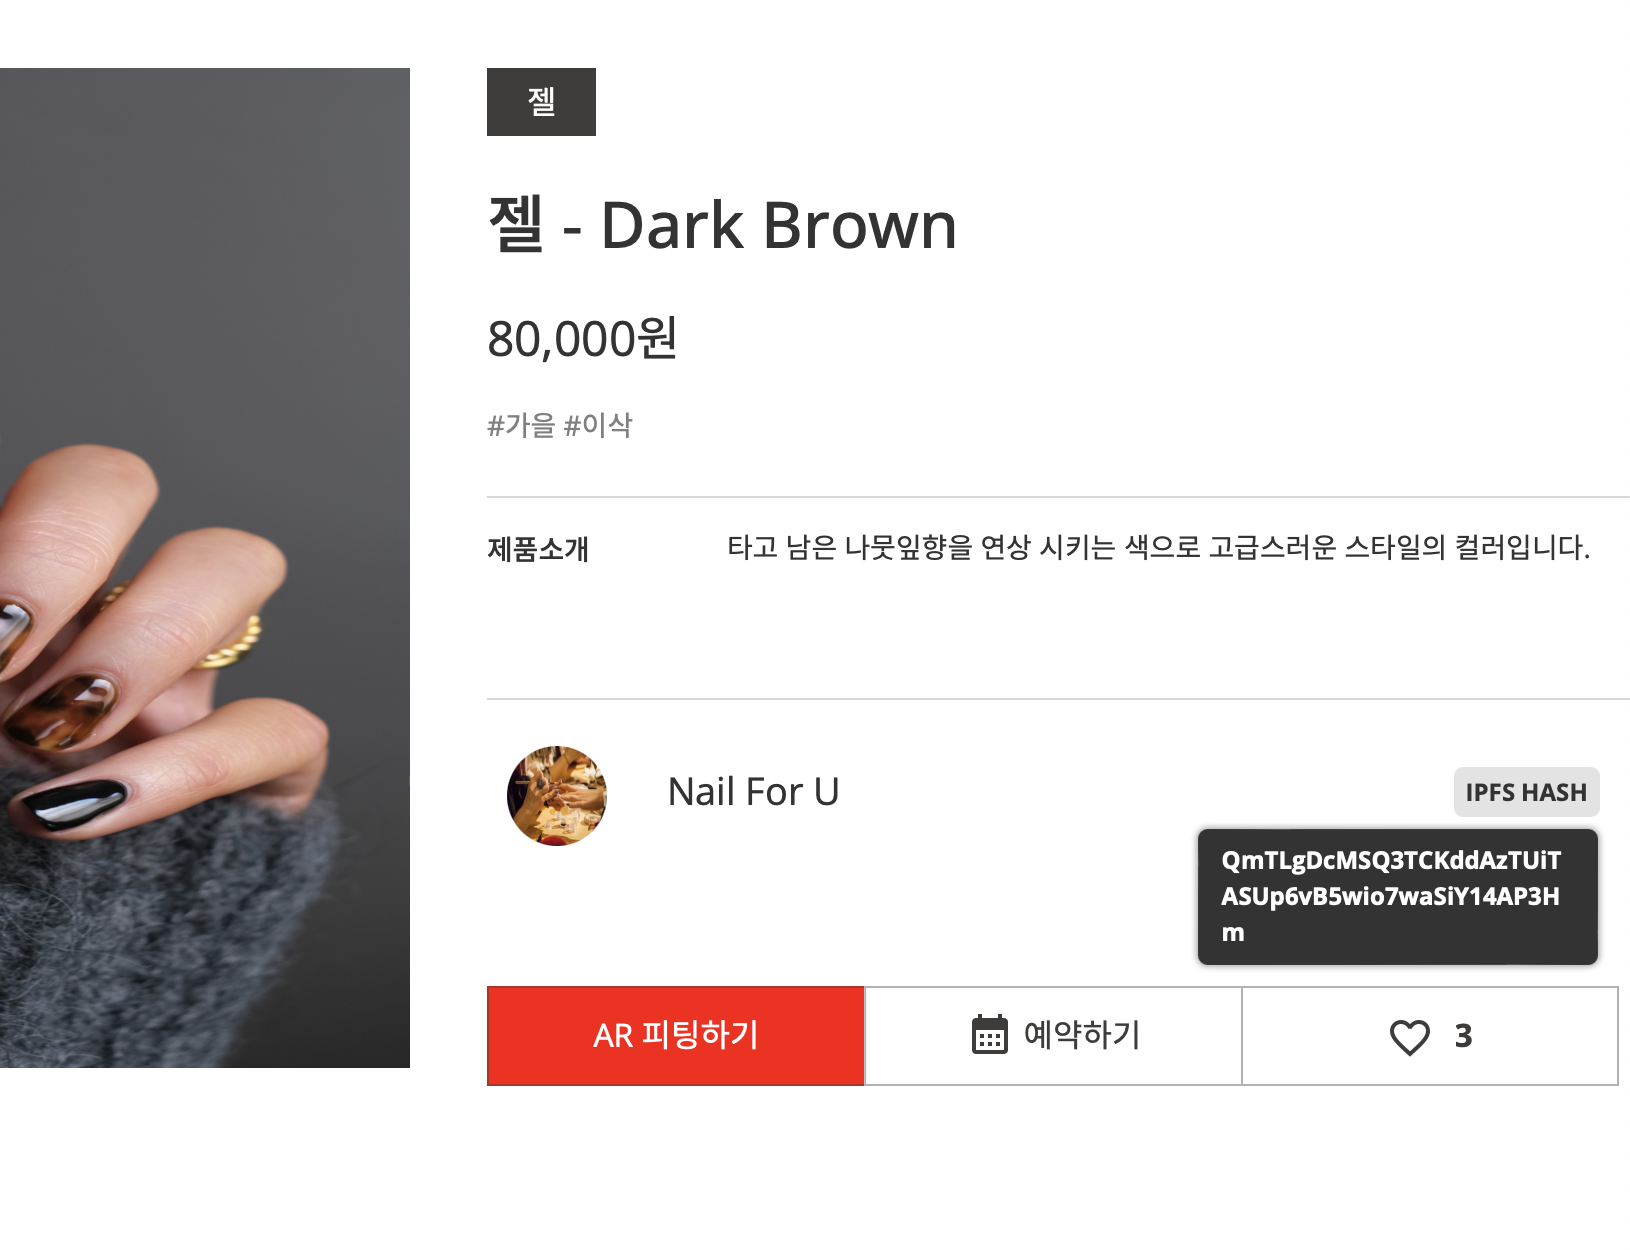 젤
젤 - Dark Brown
80,000원
#가을 #이삭
제품소개
타고 남은 나뭇잎향을 연상 시키는 색으로 고급스러운 스타일의 컬러입니다.
Nail For U
IPFS HASH
QmTLgDcMSQ3TCKddAzTUiT
ASUp6vB5wio7waSiY14AP3H
m
AR 피팅하기
예약하기
3